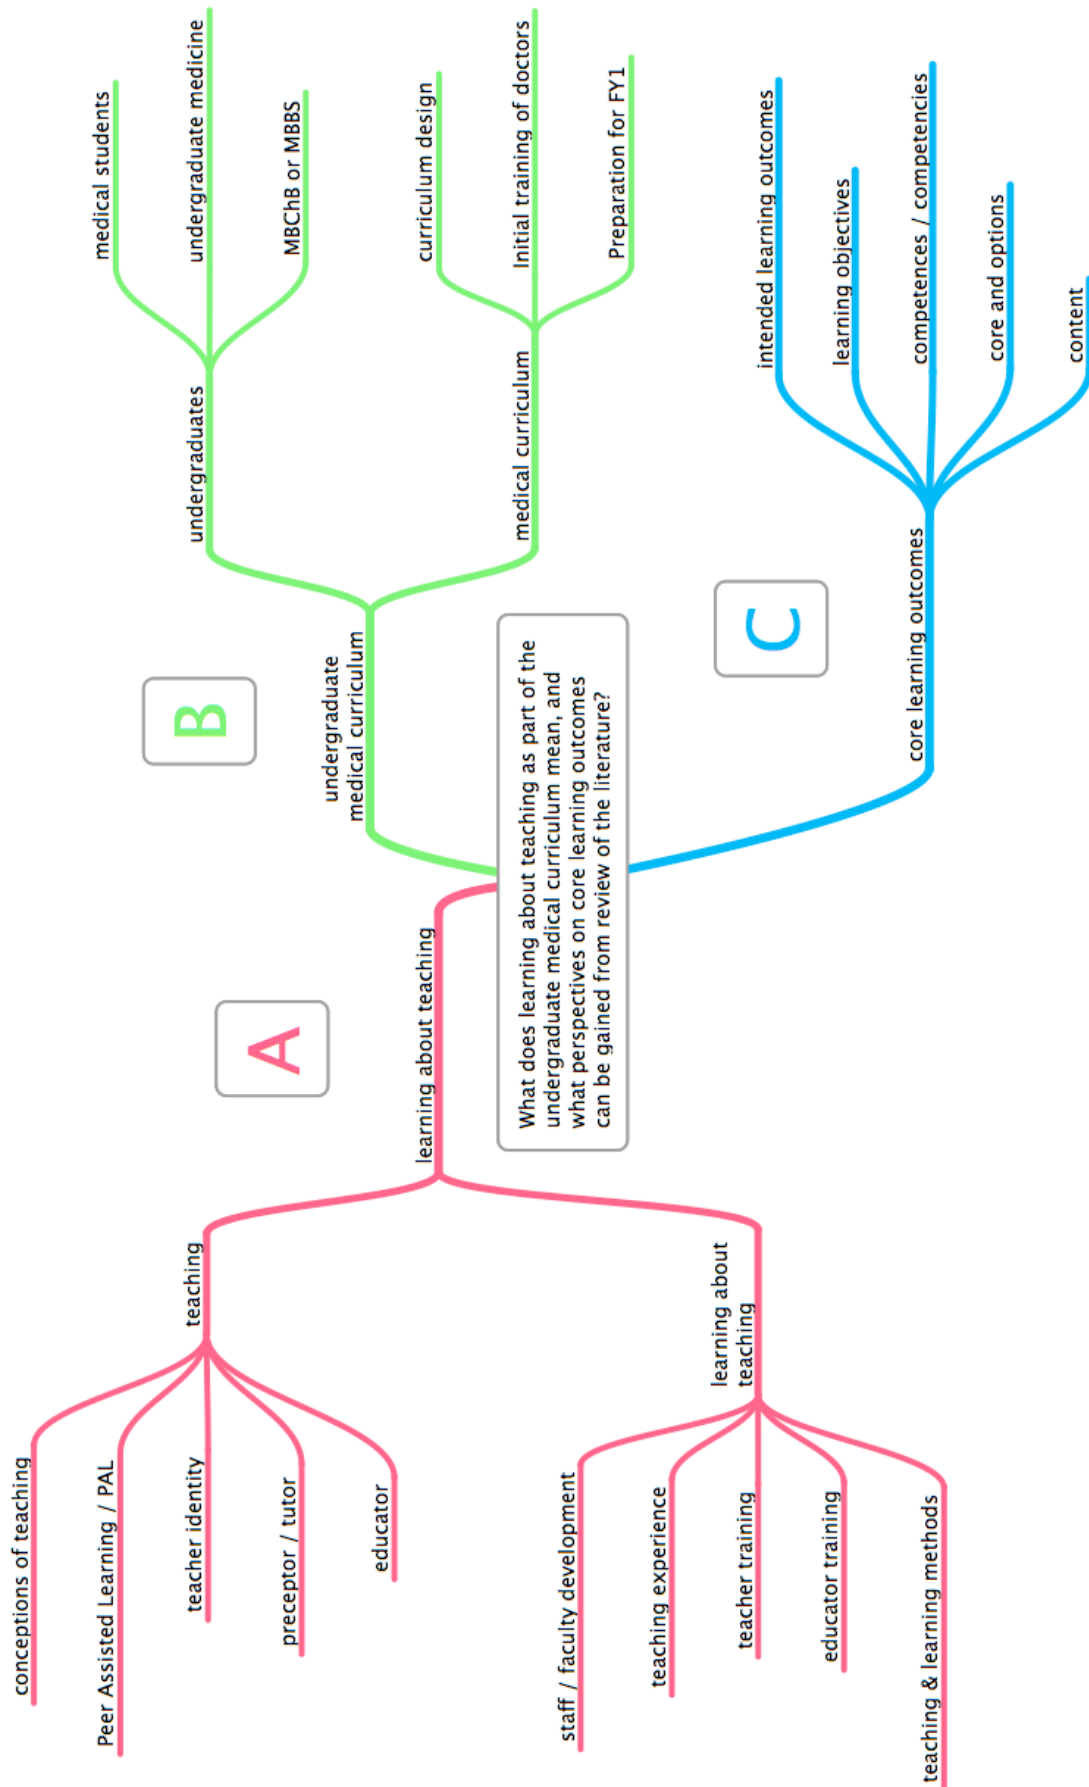 A
learning about teaching
teaching
conceptions of teaching
Peer Assisted Learning / PAL
teacher identity
preceptor / tutor
educator
learning about
teaching
staff / faculty development
teaching experience
teacher training
educator training
teaching & learning methods
What does learning about teaching as part of the
undergraduate medical curriculum mean, and
what perspectives on core learning outcomes
can be gained from review of the literature?
B
undergraduate
medical curriculum
undergraduates
medical students
undergraduate medicine
MBChB or MBBS
medical curriculum
curriculum design
Initial training of doctors
Preparation for FY1
C
core learning outcomes
intended learning outcomes
learning objectives
competences / competencies
core and options
content